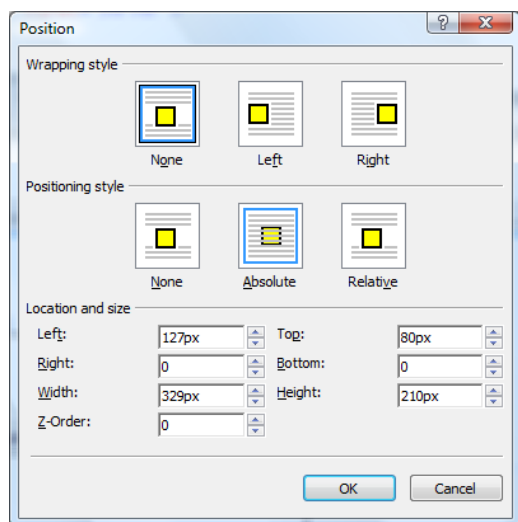 Position
Wrapping style
None Left Right
Positioning style
None Absolute Relative
Location and size
Left: 127px Top: 80px
Right: 0 Bottom: 0
Width: 329px Height: 210px
Z-Order: 0
OK Cancel